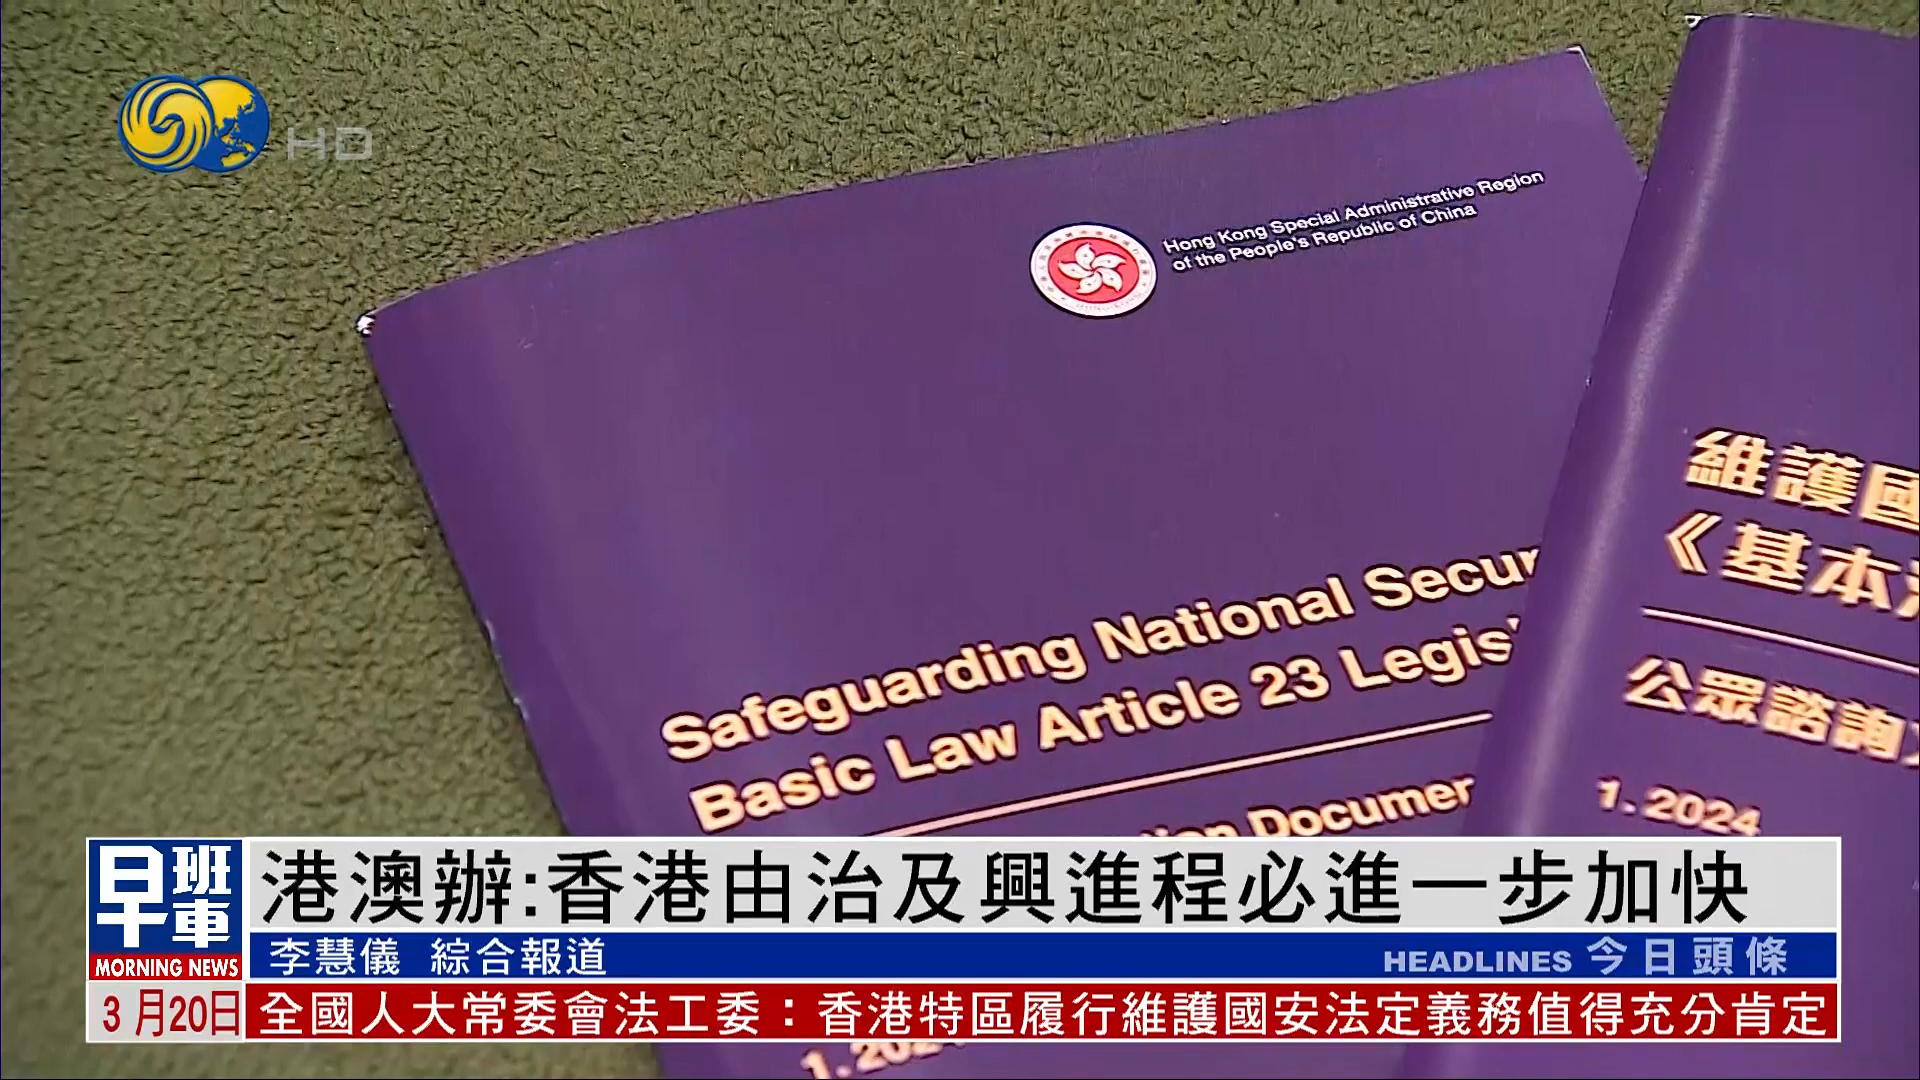 HD
Hong Kong Special Administrative Region
of the People's Republic of China
Safeguarding National Secur
Basic Law Article 23 Legis
Documen
1.202
維護國
《基本法
公眾諮詢文
1.2024
早班車
MORNING NEWS
港澳辦:香港由治及興進程必進一步加快
李慧儀 綜合報道
HEADLINES 今日頭條
3月20日
全國人大常委會法工委：香港特區履行維護國安法定義務值得充分肯定